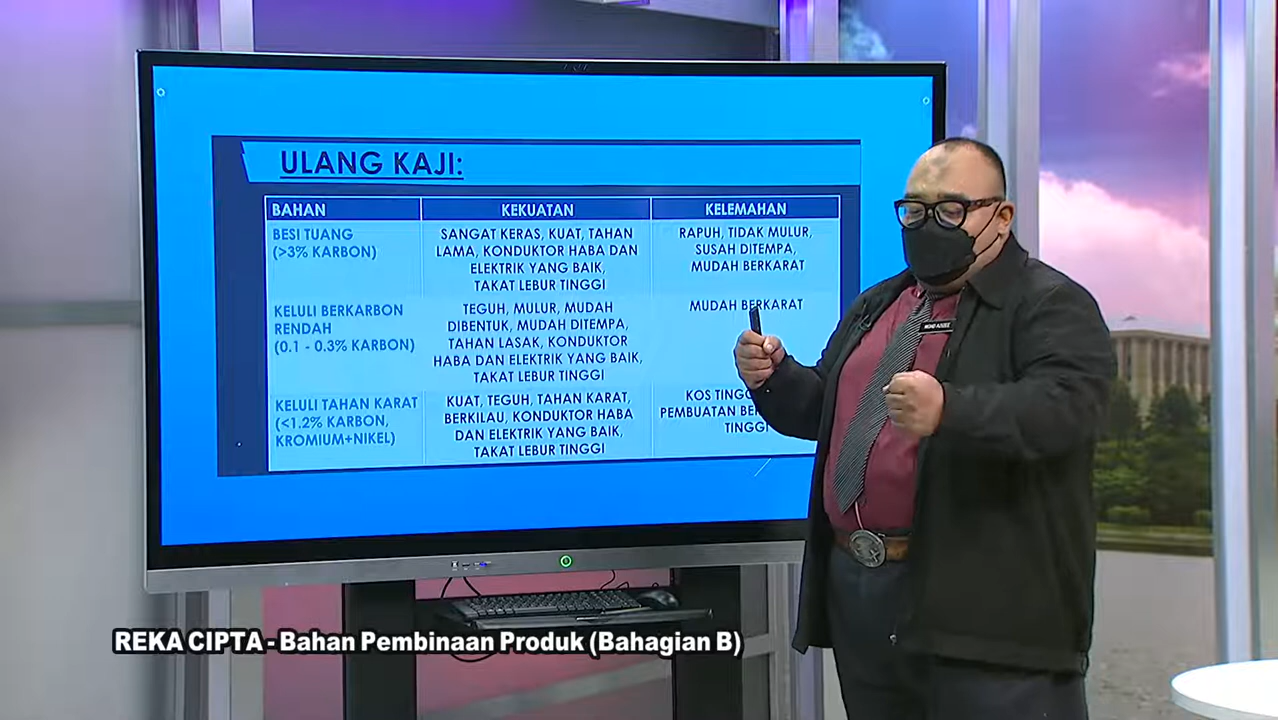 ULANG KAJI:
BAHAN
KEKUATAN
KELEMAHAN
BESI TUANG
(>3% KARBON)
SANGAT KERAS, KUAT, TAHAN
LAMA, KONDUKTOR HABA DAN
ELEKTRIK YANG BAIK,
TAKAT LEBUR TINGGI
RAPUH, TIDAK MULUR,
SUSAH DITEMPA,
MUDAH BERKARAT
KELULI BERKARBON
RENDAH
(0.1 - 0.3% KARBON)
TEGUH, MULUR, MUDAH
DIBENTUK, MUDAH DITEMPA,
TAHAN LASAK, KONDUKTOR
HABA DAN ELEKTRIK YANG BAIK,
TAKAT LEBUR TINGGI
MUDAH BERKARAT
KELULI TAHAN KARAT
(<1.2% KARBON,
KROMIUM+NIKEL)
KUAT, TEGUH, TAHAN KARAT,
BERKILAU, KONDUKTOR HABA
DAN ELEKTRIK YANG BAIK,
TAKAT LEBUR TINGGI
KOS
PEMBUATAN
TINGGI
REKA CIPTA - Bahan Pembinaan Produk (Bahagian B)